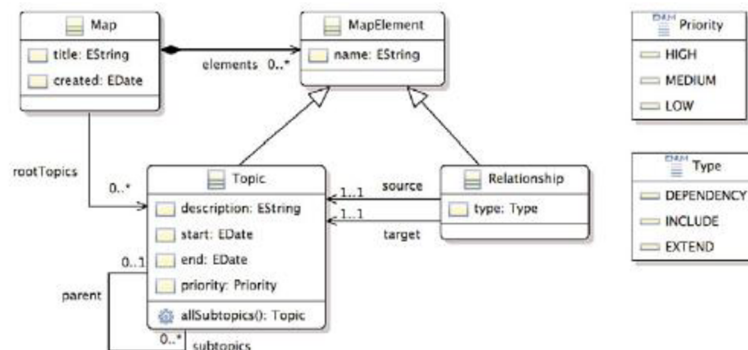 Map
title: EString
created: EDate
elements 0..*
MapElement
name: EString
ENUM Priority
HIGH
MEDIUM
LOW
rootTopics
0..*
Topic
description: EString
start: EDate
end: EDate
priority: Priority
allSubtopics(): Topic
1..1 source
1..1 target
Relationship
type: Type
ENUM Type
DEPENDENCY
INCLUDE
EXTEND
0..1
parent
0..*
subtopics